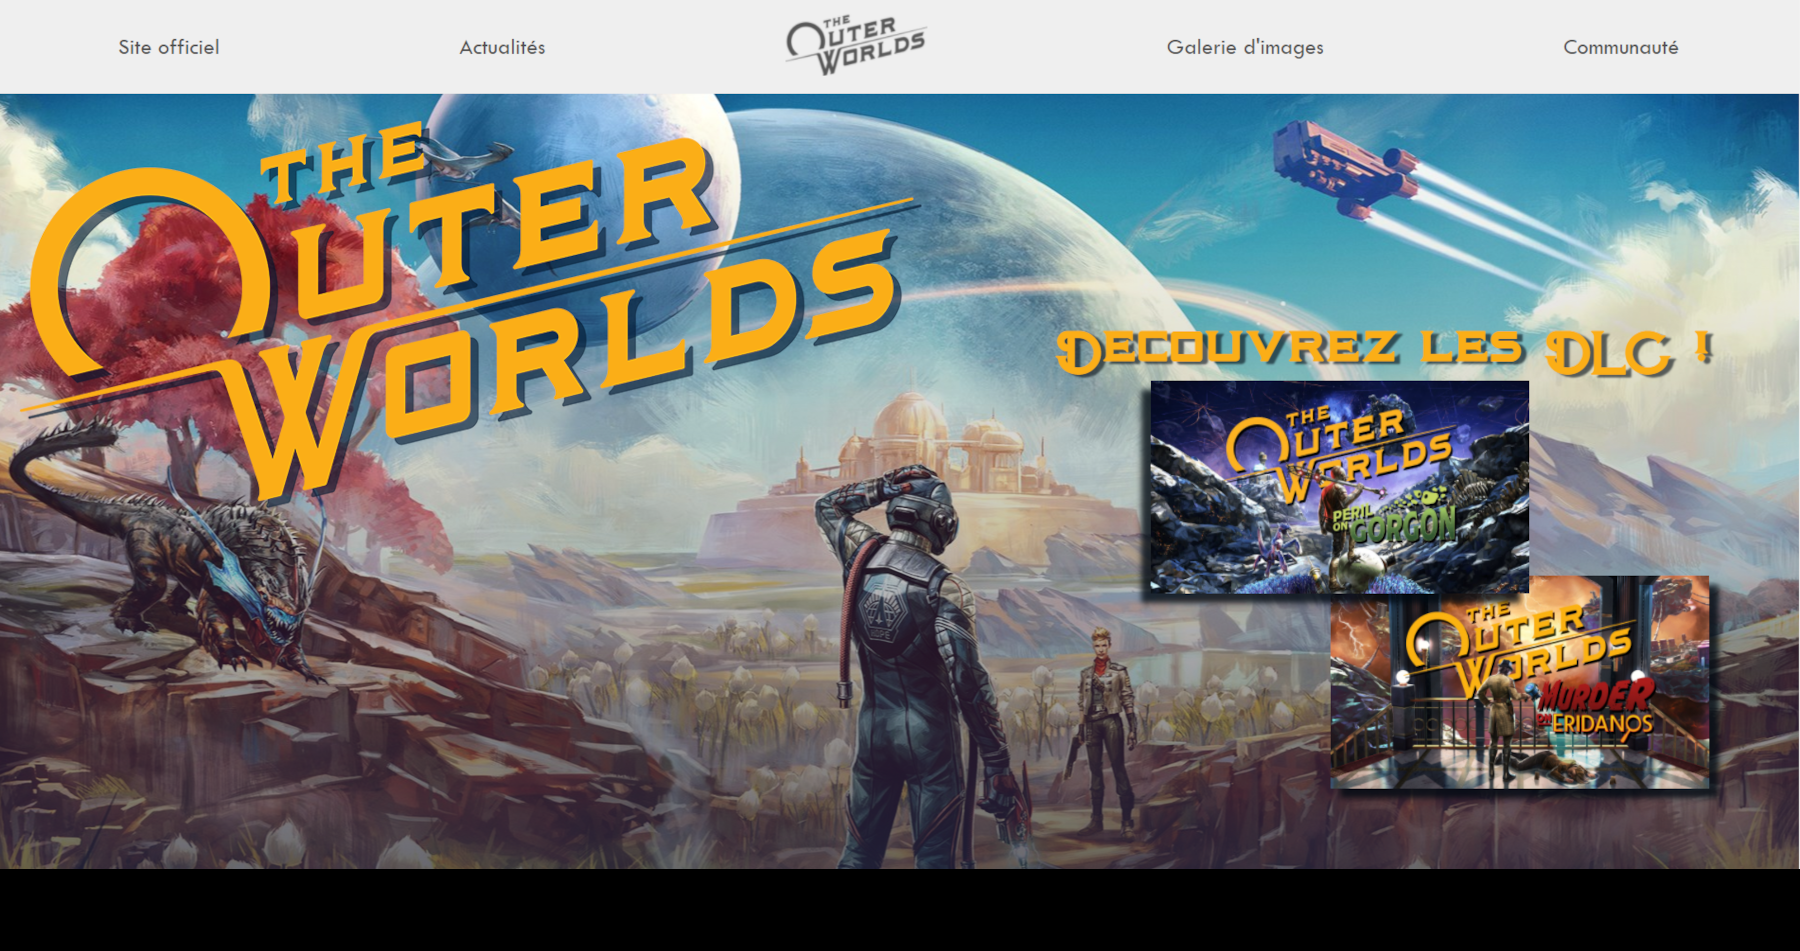 Site officiel
Actualités
THE
OUTER
WORLDS
Galerie d'images
Communauté
THE
OUTER
WORLDS
DECOUVREZ LES DLC !
THE
OUTER
WORLDS
PERIL
ON GORGON
THE
OUTER
WORLDS
MURDER
ON ERIDANOS
HOPE